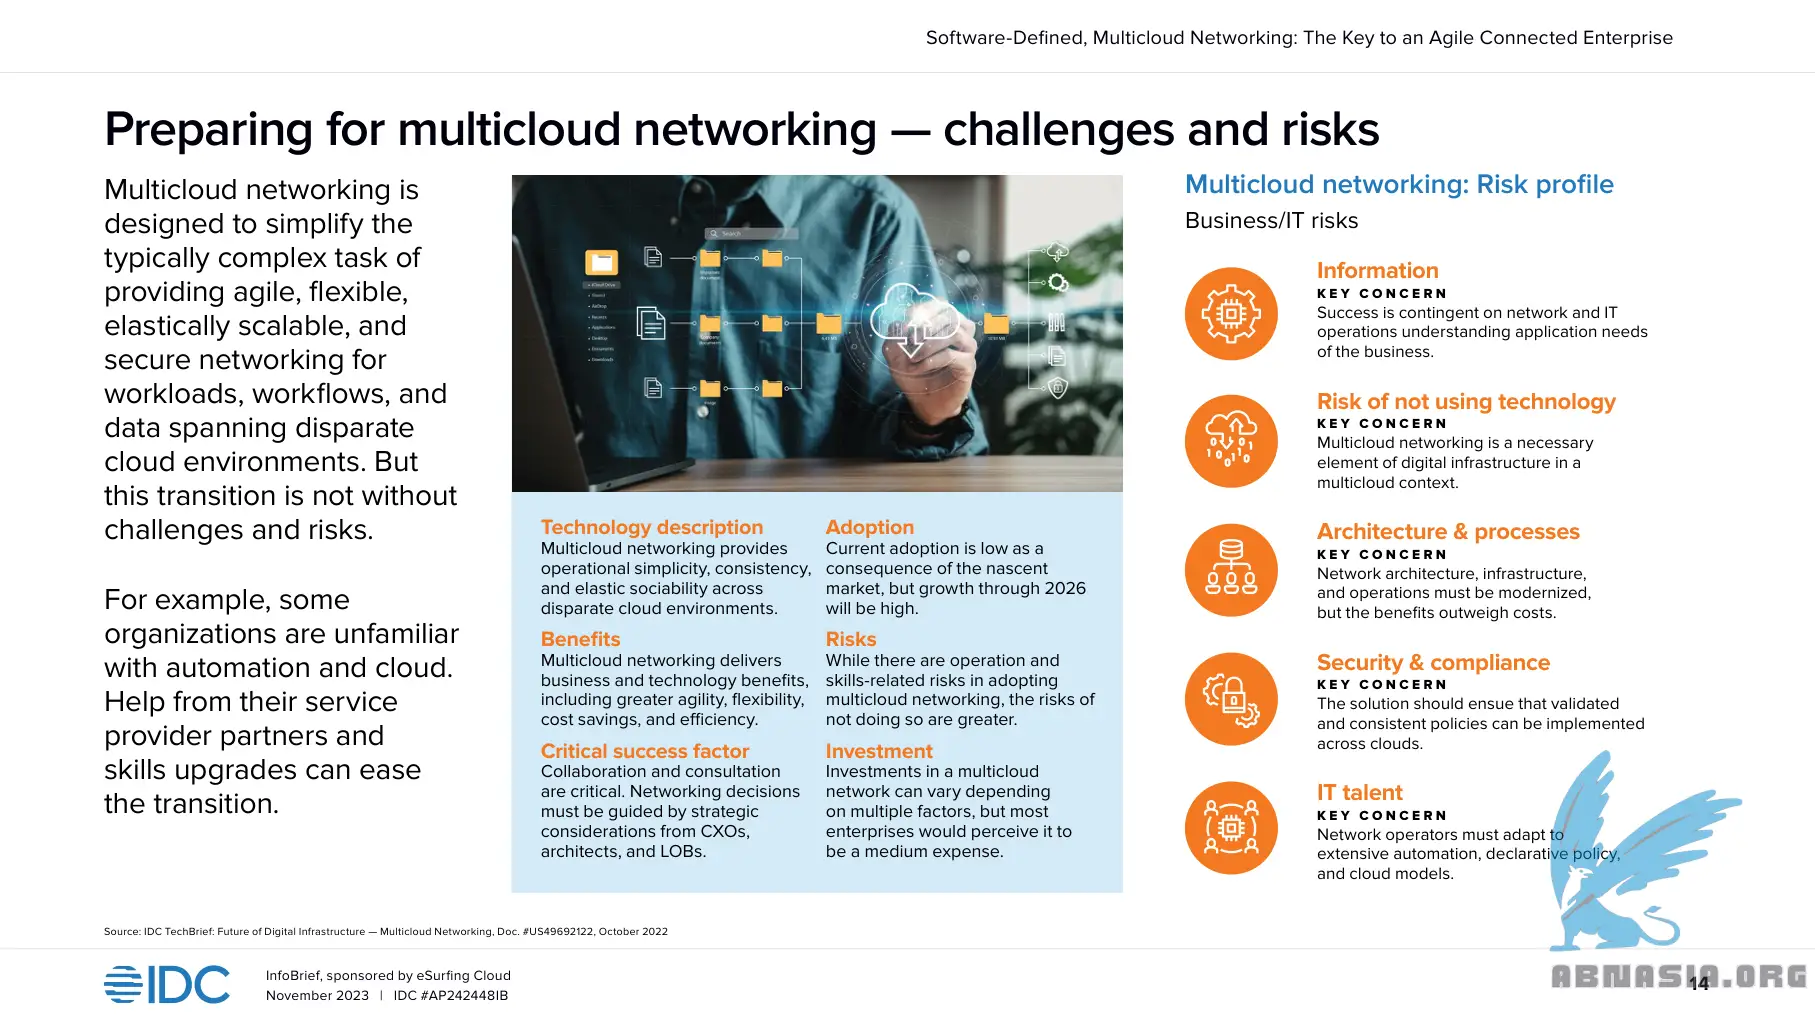 Software-Defined, Multicloud Networking: The Key to an Agile Connected Enterprise
Preparing for multicloud networking — challenges and risks
Multicloud networking is
designed to simplify the
typically complex task of
providing agile, flexible,
elastically scalable, and
secure networking for
workloads, workflows, and
data spanning disparate
cloud environments. But
this transition is not without
challenges and risks.
For example, some
organizations are unfamiliar
with automation and cloud.
Help from their service
provider partners and
skills upgrades can ease
the transition.
Search
Technology description
Multicloud networking provides
operational simplicity, consistency,
and elastic sociability across
disparate cloud environments.
Benefits
Multicloud networking delivers
business and technology benefits,
including greater agility, flexibility,
cost savings, and efficiency.
Critical success factor
Collaboration and consultation
are critical. Networking decisions
must be guided by strategic
considerations from CXOs,
architects, and LOBs.
Adoption
Current adoption is low as a
consequence of the nascent
market, but growth through 2026
will be high.
Risks
While there are operation and
skills-related risks in adopting
multicloud networking, the risks of
not doing so are greater.
Investment
Investments in a multicloud
network can vary depending
on multiple factors, but most
enterprises would perceive it to
be a medium expense.
Multicloud networking: Risk profile
Business/IT risks
Information
KEY CONCERN
Success is contingent on network and IT
operations understanding application needs
of the business.
Risk of not using technology
KEY CONCERN
Multicloud networking is a necessary
element of digital infrastructure in a
multicloud context.
Architecture & processes
KEY CONCERN
Network architecture, infrastructure,
and operations must be modernized,
but the benefits outweigh costs.
Security & compliance
KEY CONCERN
The solution should ensue that validated
and consistent policies can be implemented
across clouds.
IT talent
KEY CONCERN
Network operators must adapt to
extensive automation, declarative policy,
and cloud models.
Source: IDC TechBrief: Future of Digital Infrastructure — Multicloud Networking, Doc. #US49692122, October 2022
IDC
InfoBrief, sponsored by eSurfing Cloud
November 2023 | IDC #AP242448IB
14
ABNASIA.ORG